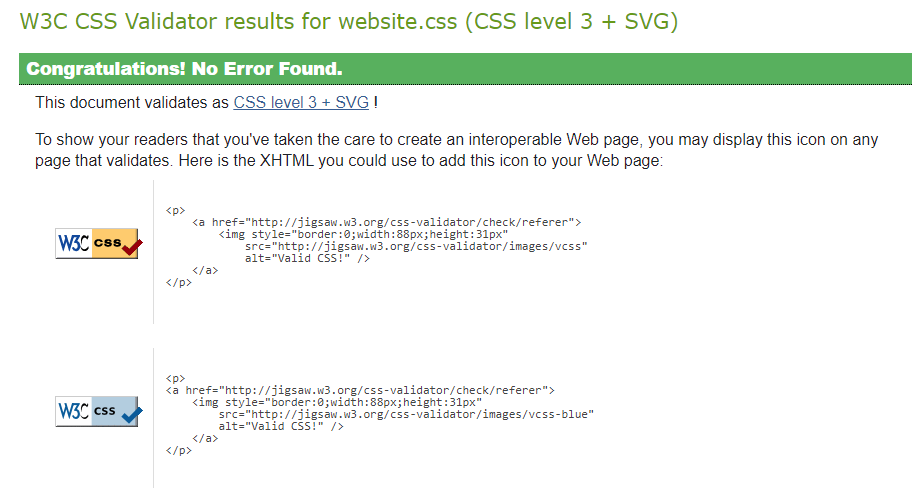 W3C CSS Validator results for website.css (CSS level 3 + SVG)
Congratulations! No Error Found.
This document validates as CSS level 3 + SVG !
To show your readers that you've taken the care to create an interoperable Web page, you may display this icon on any
page that validates. Here is the XHTML you could use to add this icon to your Web page:
W3C css
<p>
    <a href="http://jigsaw.w3.org/css-validator/check/referer">
        <img style="border:0;width:88px;height:31px"
            src="http://jigsaw.w3.org/css-validator/images/vcss"
            alt="Valid CSS!" />
    </a>
</p>
W3C css
<p>
<a href="http://jigsaw.w3.org/css-validator/check/referer">
    <img style="border:0;width:88px;height:31px"
        src="http://jigsaw.w3.org/css-validator/images/vcss-blue"
        alt="Valid CSS!" />
    </a>
</p>